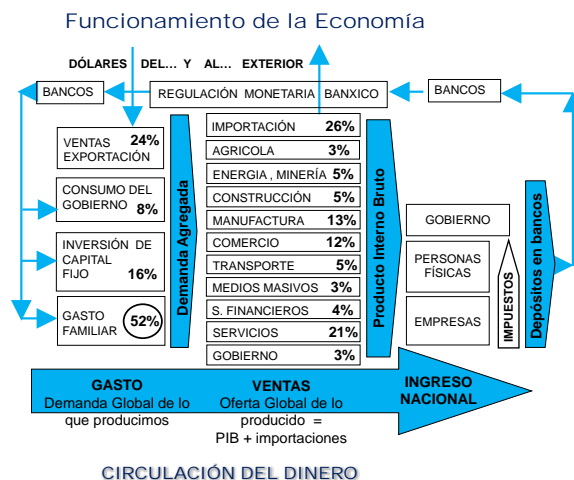 Funcionamiento de la Economía
DÓLARES DEL... Y AL... EXTERIOR
BANCOS
REGULACIÓN MONETARIA BANXICO
BANCOS
VENTAS 24%
EXPORTACIÓN
CONSUMO DEL
GOBIERNO 8%
INVERSIÓN DE
CAPITAL
FIJO 16%
GASTO
FAMILIAR 52%
Demanda Agregada
IMPORTACIÓN 26%
AGRICOLA 3%
ENERGIA , MINERÍA 5%
CONSTRUCCIÓN 5%
MANUFACTURA 13%
COMERCIO 12%
TRANSPORTE 5%
MEDIOS MASIVOS 3%
S. FINANCIEROS 4%
SERVICIOS 21%
GOBIERNO 3%
Producto Interno Bruto
GOBIERNO
PERSONAS
FÍSICAS
EMPRESAS
IMPUESTOS
Depósitos en bancos
GASTO
Demanda Global de lo
que producimos
VENTAS
Oferta Global de lo
producido =
PIB + importaciones
INGRESO
NACIONAL
CIRCULACIÓN DEL DINERO